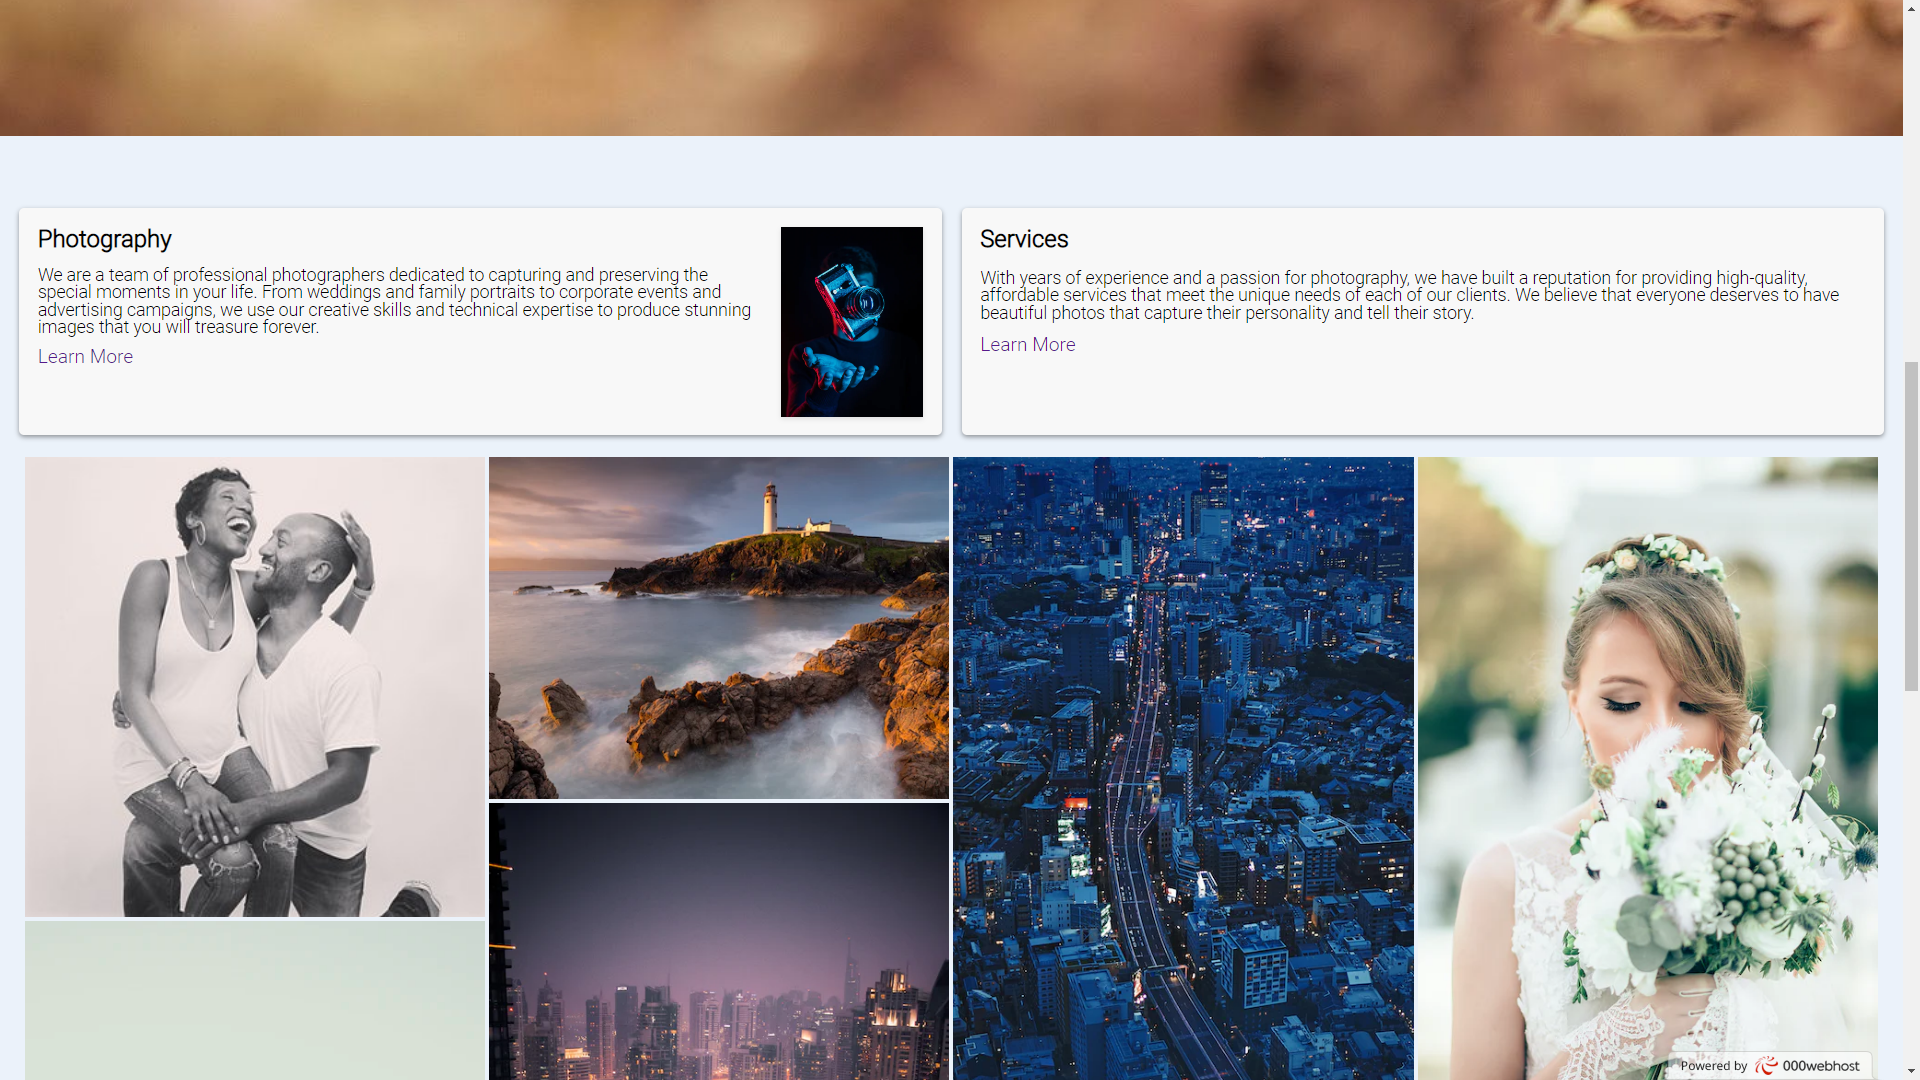 Photography
We are a team of professional photographers dedicated to capturing and preserving the
special moments in your life. From weddings and family portraits to corporate events and
advertising campaigns, we use our creative skills and technical expertise to produce stunning
images that you will treasure forever.
Learn More
Services
With years of experience and a passion for photography, we have built a reputation for providing high-quality,
affordable services that meet the unique needs of each of our clients. We believe that everyone deserves to have
beautiful photos that capture their personality and tell their story.
Learn More
Powered by 000webhost